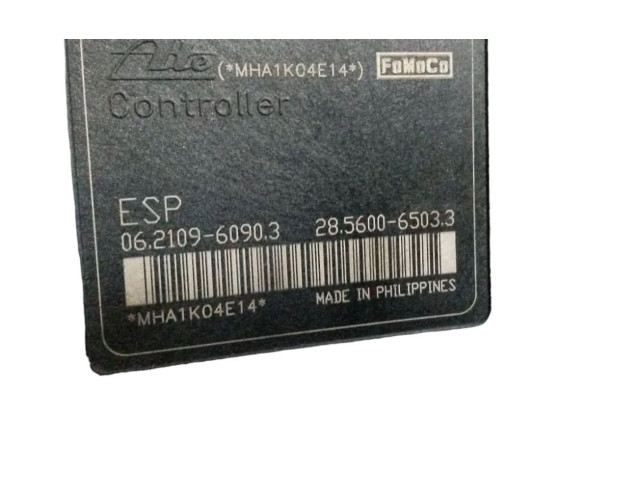 Ate (*MHA1K04E14*) FoMoCo
Controller
ESP
06.2109-6090.3 28.5600-6503.3
*MHA1K04E14* MADE IN PHILIPPINES